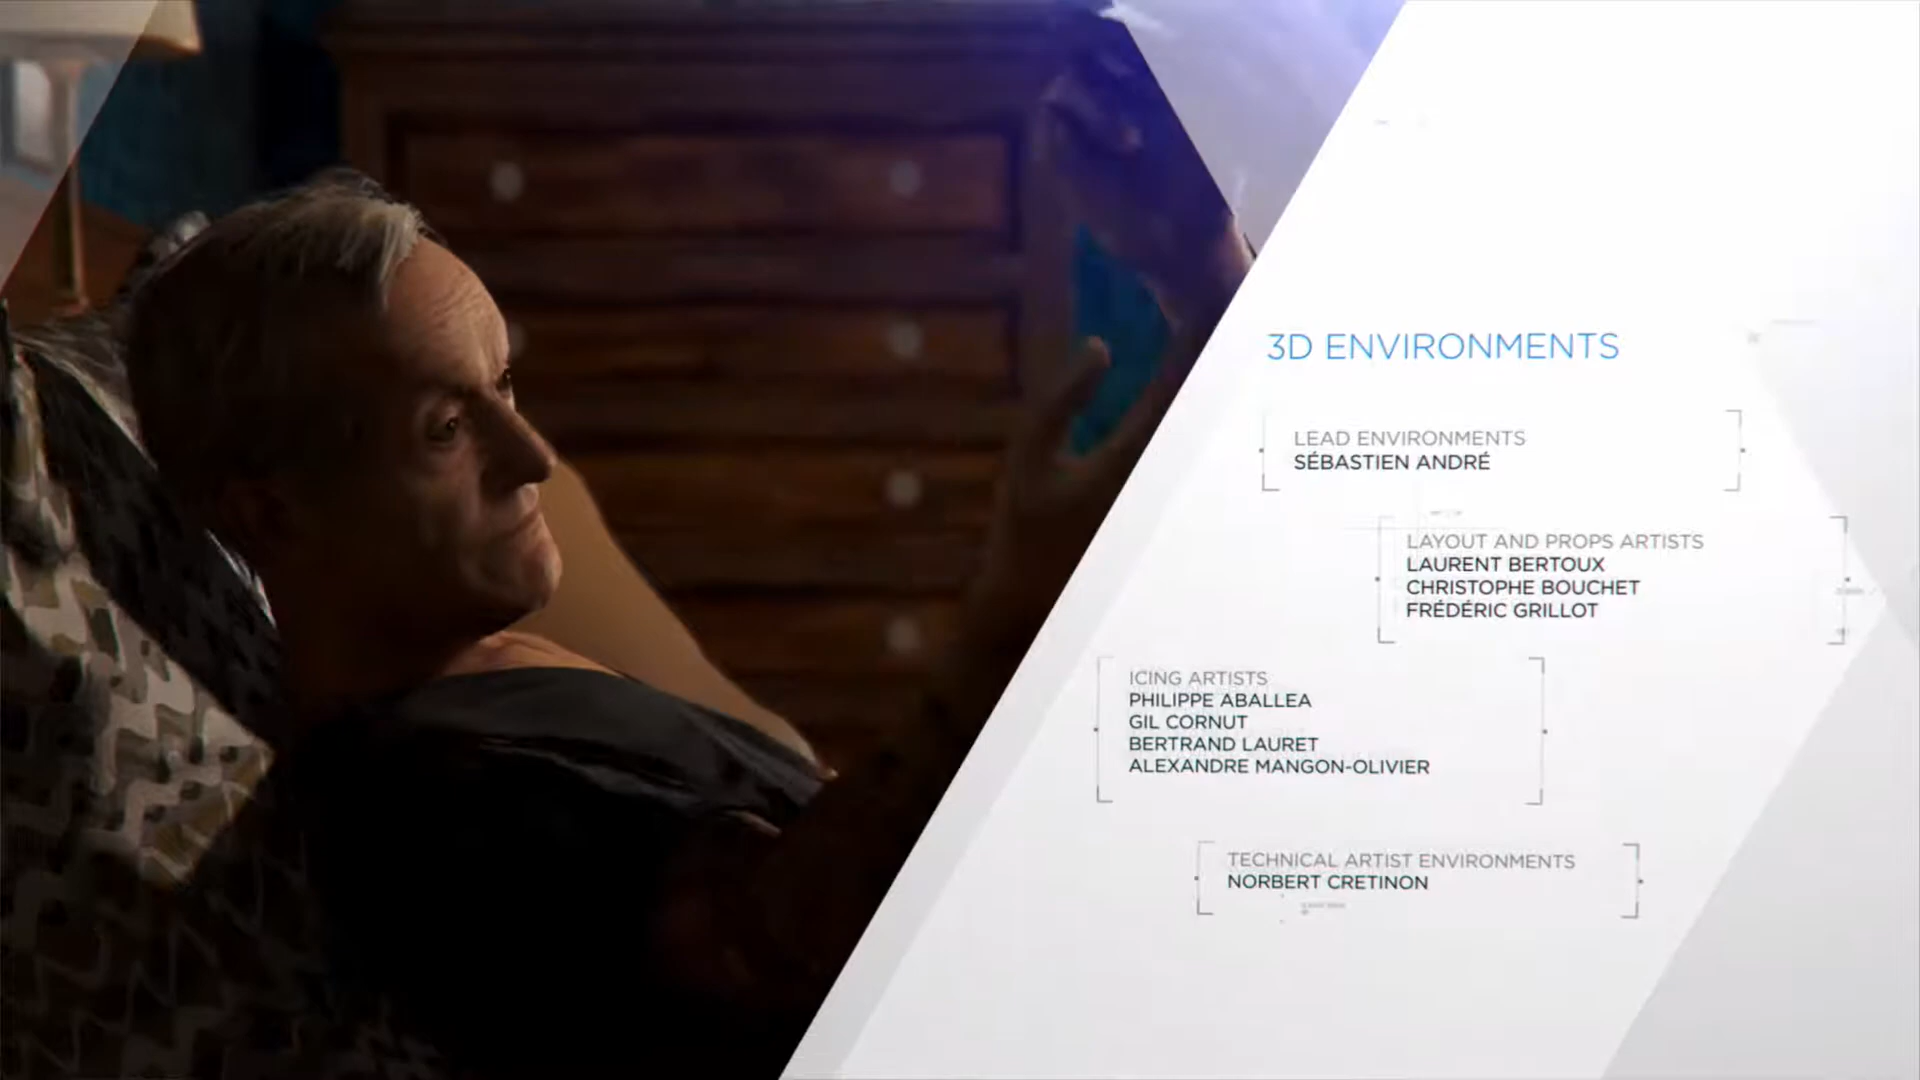 3D ENVIRONMENTS
LEAD ENVIRONMENTS
SÉBASTIEN ANDRÉ
LAYOUT AND PROPS ARTISTS
LAURENT BERTOUX
CHRISTOPHE BOUCHET
FRÉDÉRIC GRILLOT
ICING ARTISTS
PHILIPPE ABALLEA
GIL CORNUT
BERTRAND LAURET
ALEXANDRE MANGON-OLIVIER
TECHNICAL ARTIST ENVIRONMENTS
NORBERT CRETINON